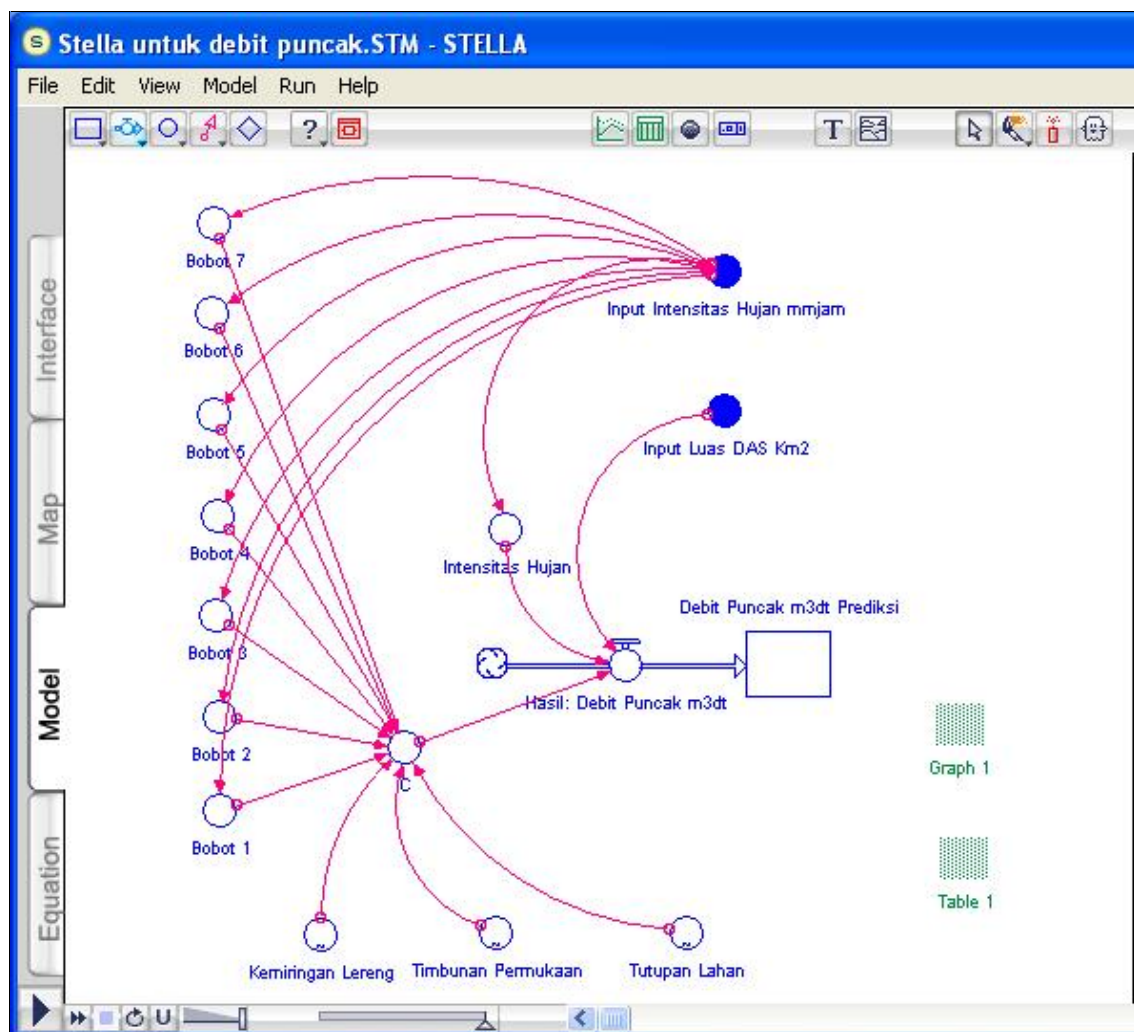 Stella untuk debit puncak.STM - STELLA
File Edit View Model Run Help
Interface
Map
Model
Equation
Bobot 7
Bobot 6
Bobot 5
Bobot 4
Bobot 3
Bobot 2
Bobot 1
Input Intensitas Hujan mmjam
Input Luas DAS Km2
Intensitas Hujan
Debit Puncak m3dt Prediksi
Hasil: Debit Puncak m3dt
C
Graph 1
Table 1
Kemiringan Lereng
Timbunan Permukaan
Tutupan Lahan